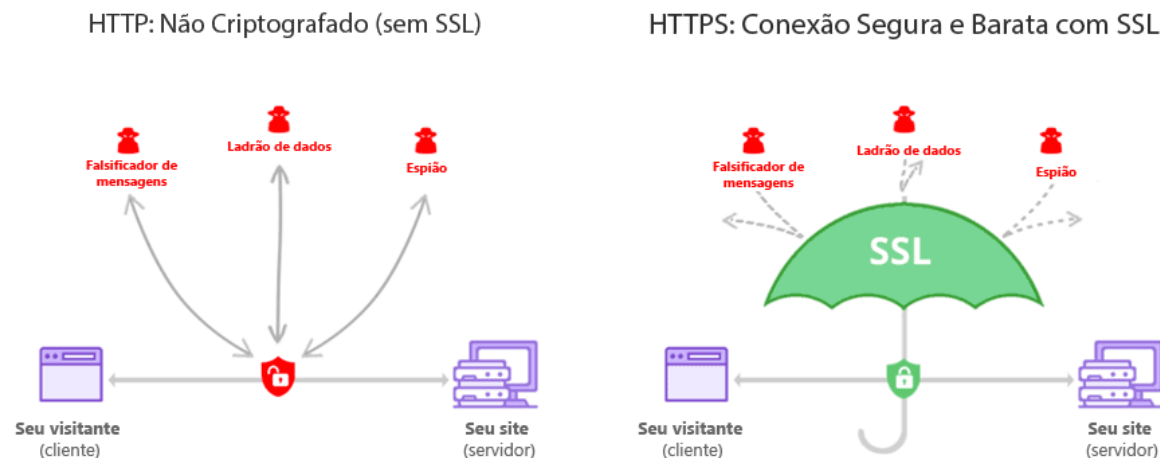 HTTP: Não Criptografado (sem SSL)
Ladrão de dados
Falsificador de
mensagens
Espião
Seu visitante
(cliente)
Seu site
(servidor)
HTTPS: Conexão Segura e Barata com SSL
Ladrão de dados
Falsificador de
mensagens
Espião
SSL
Seu visitante
(cliente)
Seu site
(servidor)